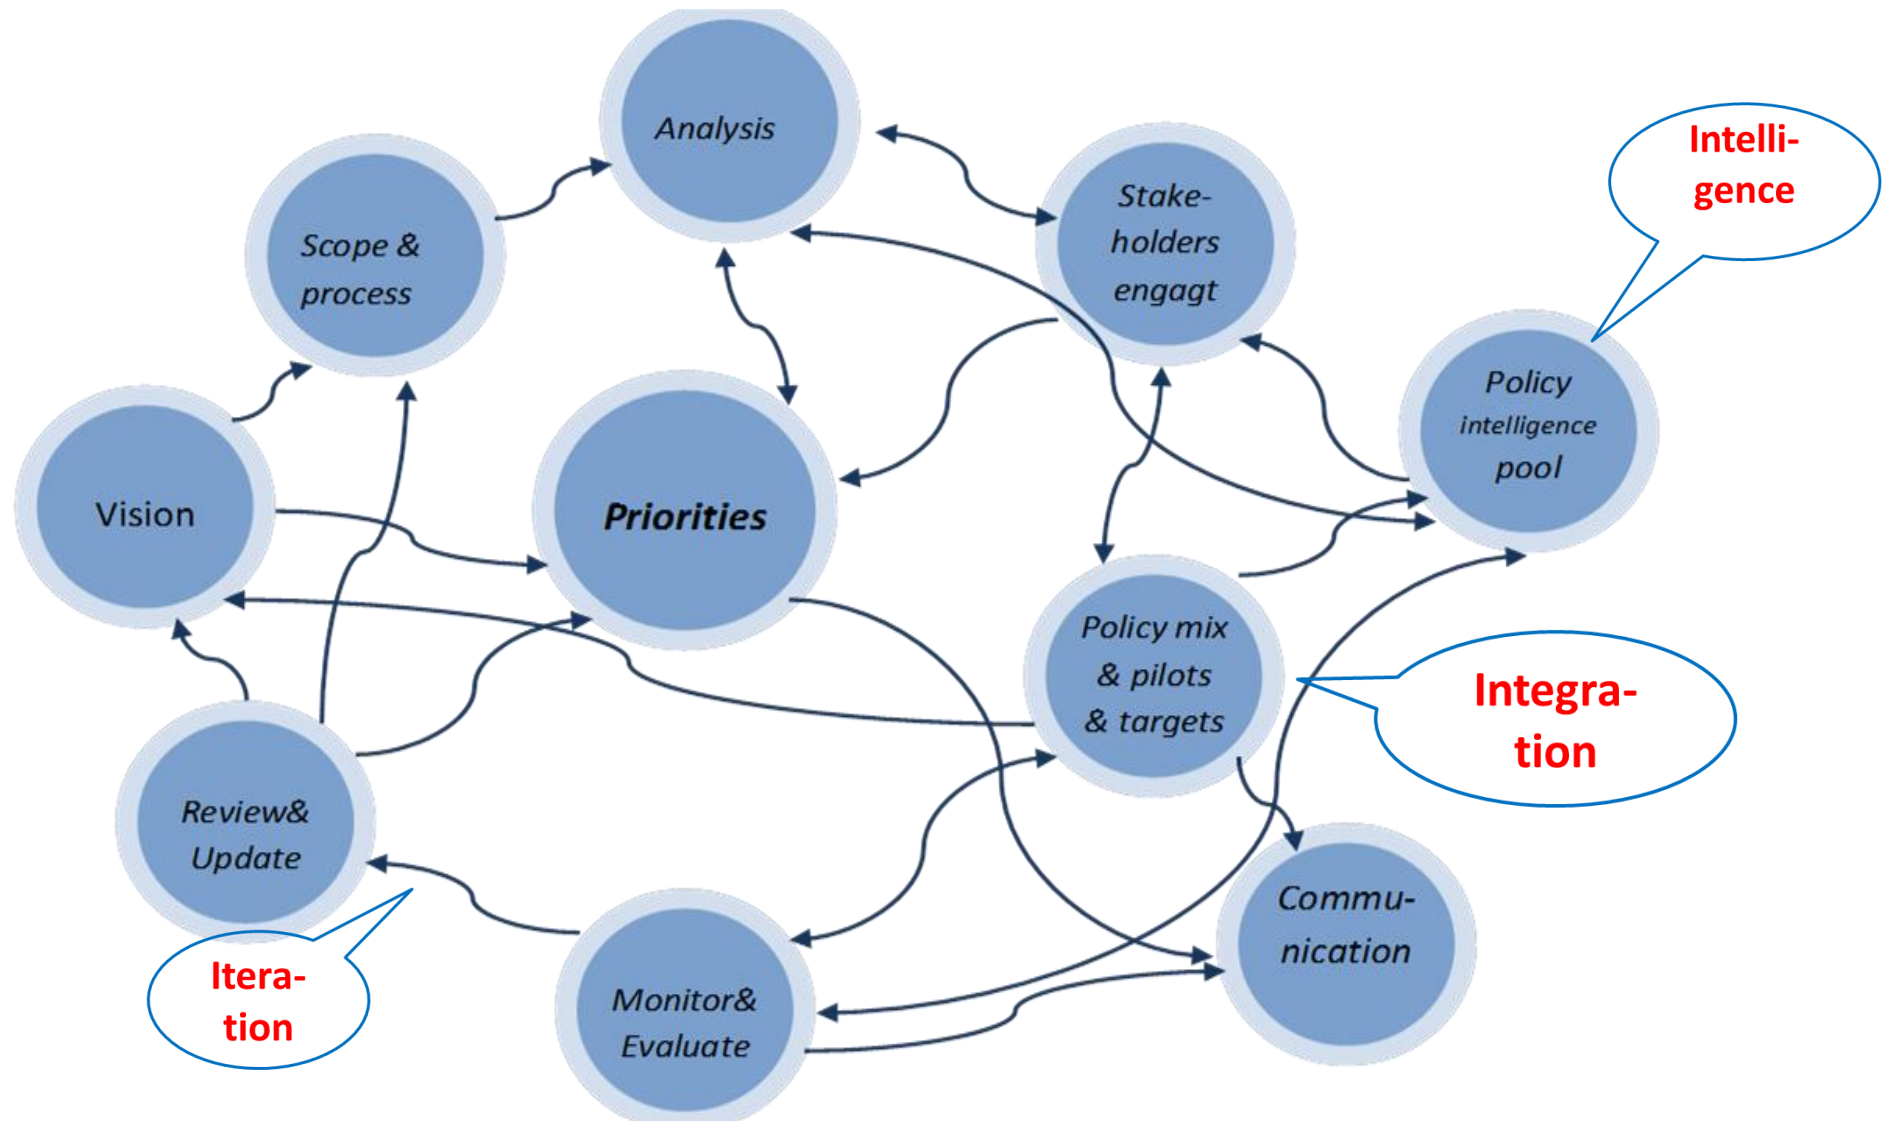 Analysis
Intelli-
gence
Stake-
holders
engagt
Scope &
process
Policy
intelligence
pool
Vision
Priorities
Policy mix
& pilots
& targets
Integra-
tion
Review&
Update
Commu-
nication
Itera-
tion
Monitor&
Evaluate